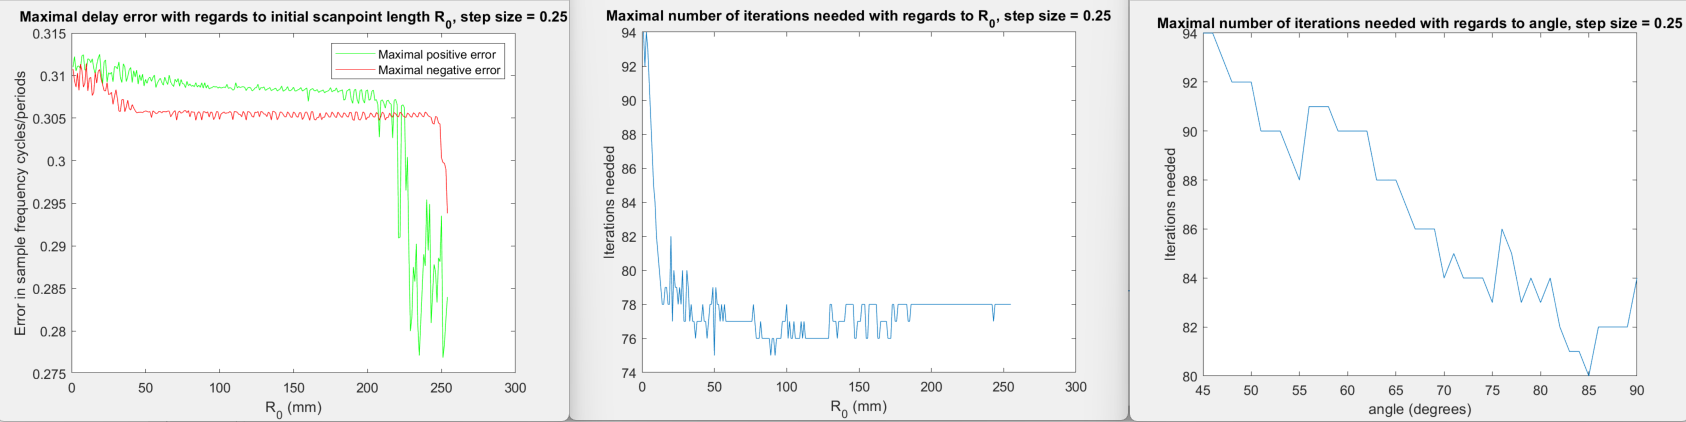 Maximal delay error with regards to initial scanpoint length R0, step size = 0.25
0.315
0.31
0.305
0.3
0.295
0.29
0.285
0.28
0.275
Error in sample frequency cycles/periods
Maximal positive error
Maximal negative error
0 50 100 150 200 250 300
R0 (mm)
Maximal number of iterations needed with regards to R0, step size = 0.25
94
92
90
88
86
84
82
80
78
76
74
Iterations needed
0 50 100 150 200 250 300
R0 (mm)
Maximal number of iterations needed with regards to angle, step size = 0.25
94
92
90
88
86
84
82
80
Iterations needed
45 50 55 60 65 70 75 80 85 90
angle (degrees)